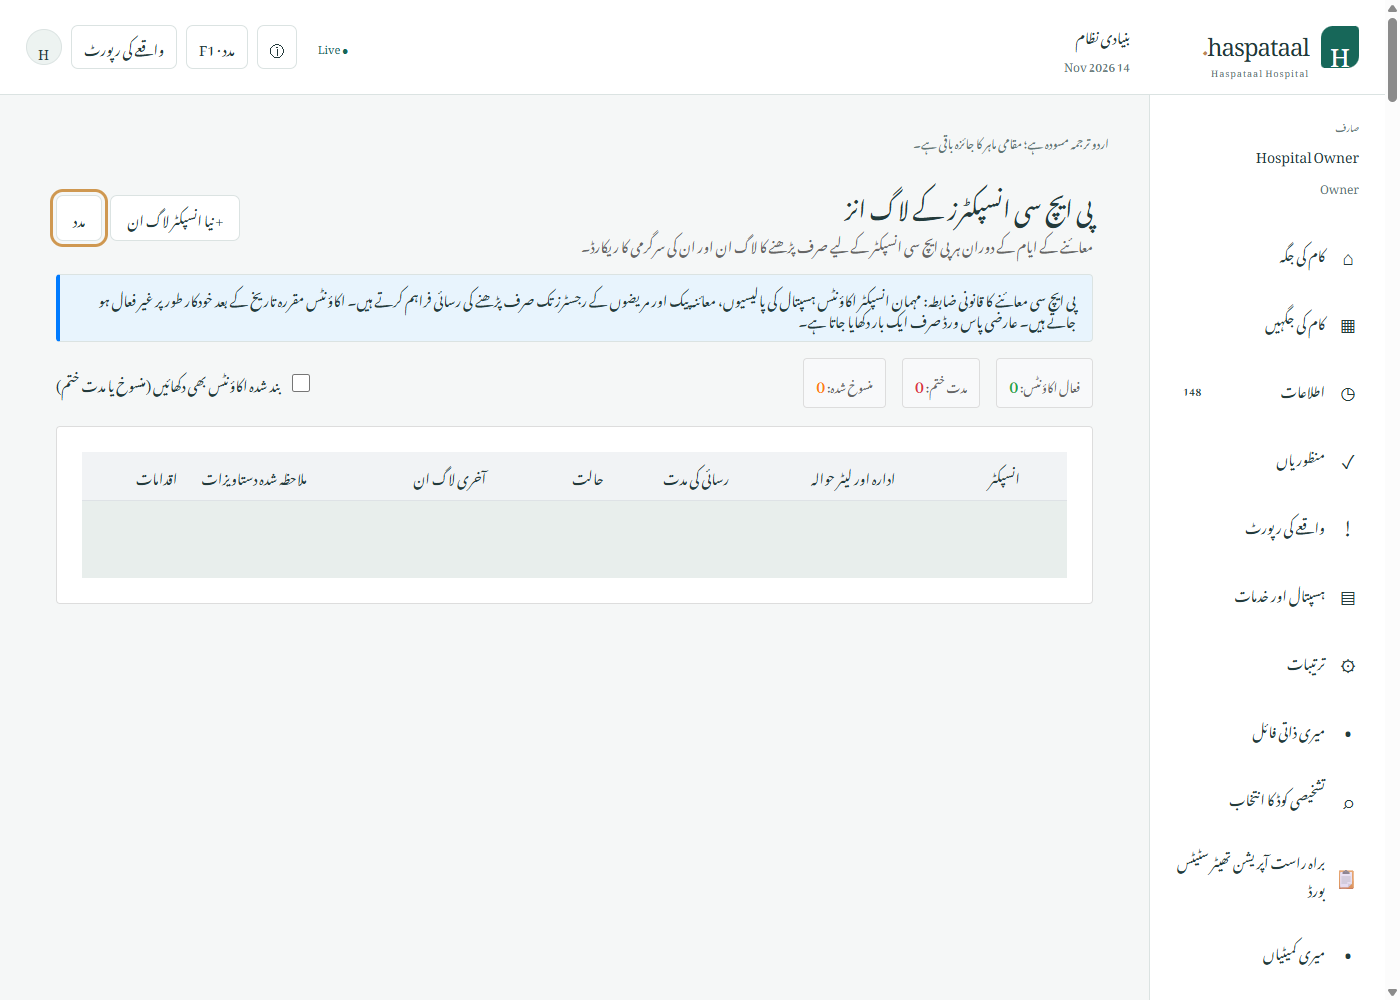 H
haspataal.
Haspataal Hospital
بنیادی نظام
14 Nov 2026
Live
مدد F1
واقعے کی رپورٹ
H
صارف
Hospital Owner
Owner
کام کی جگہ
کام کی جگہیں
اطلاعات 148
منظوریاں
واقعے کی رپورٹ
ہسپتال اور خدمات
ترتیبات
میری ذاتی فائل
تشخیصی کوڈ کا انتخاب
براہ راست آپریشن تھیٹر سٹیٹس
بورڈ
میری کمیٹیاں
اردو ترجمہ مسودہ ہے؛ مقامی ماہر کا جائزہ باقی ہے۔
پی ایچ سی انسپکٹرز کے لاگ انز
معائنے کے ایام کے دوران ہر پی ایچ سی انسپکٹر کے لیے صرف پڑھنے کا لاگ ان اور ان کی سرگرمی کا ریکارڈ۔
+ نیا انسپکٹر لاگ ان
مدد
پی ایچ سی معائنے کا قانونی ضابطہ: مہمان انسپکٹر اکاؤنٹس ہسپتال کی پالیسیوں، معائنہ پیک اور مریضوں کے رجسٹرز تک صرف پڑھنے کی رسائی فراہم کرتے ہیں۔ اکاؤنٹس مقررہ تاریخ کے بعد خودکار طور پر غیر فعال ہو
جاتے ہیں۔ عارضی پاس ورڈ صرف ایک بار دکھایا جاتا ہے۔
فعال اکاؤنٹس: 0
مدت ختم: 0
منسوخ شدہ: 0
بند شدہ اکاؤنٹس بھی دکھائیں (منسوخ یا مدت ختم)
انسپکٹر ادارہ اور لیٹر حوالہ رسائی کی مدت حالت آخری لاگ ان ملاحظہ شدہ دستاویزات اقدامات